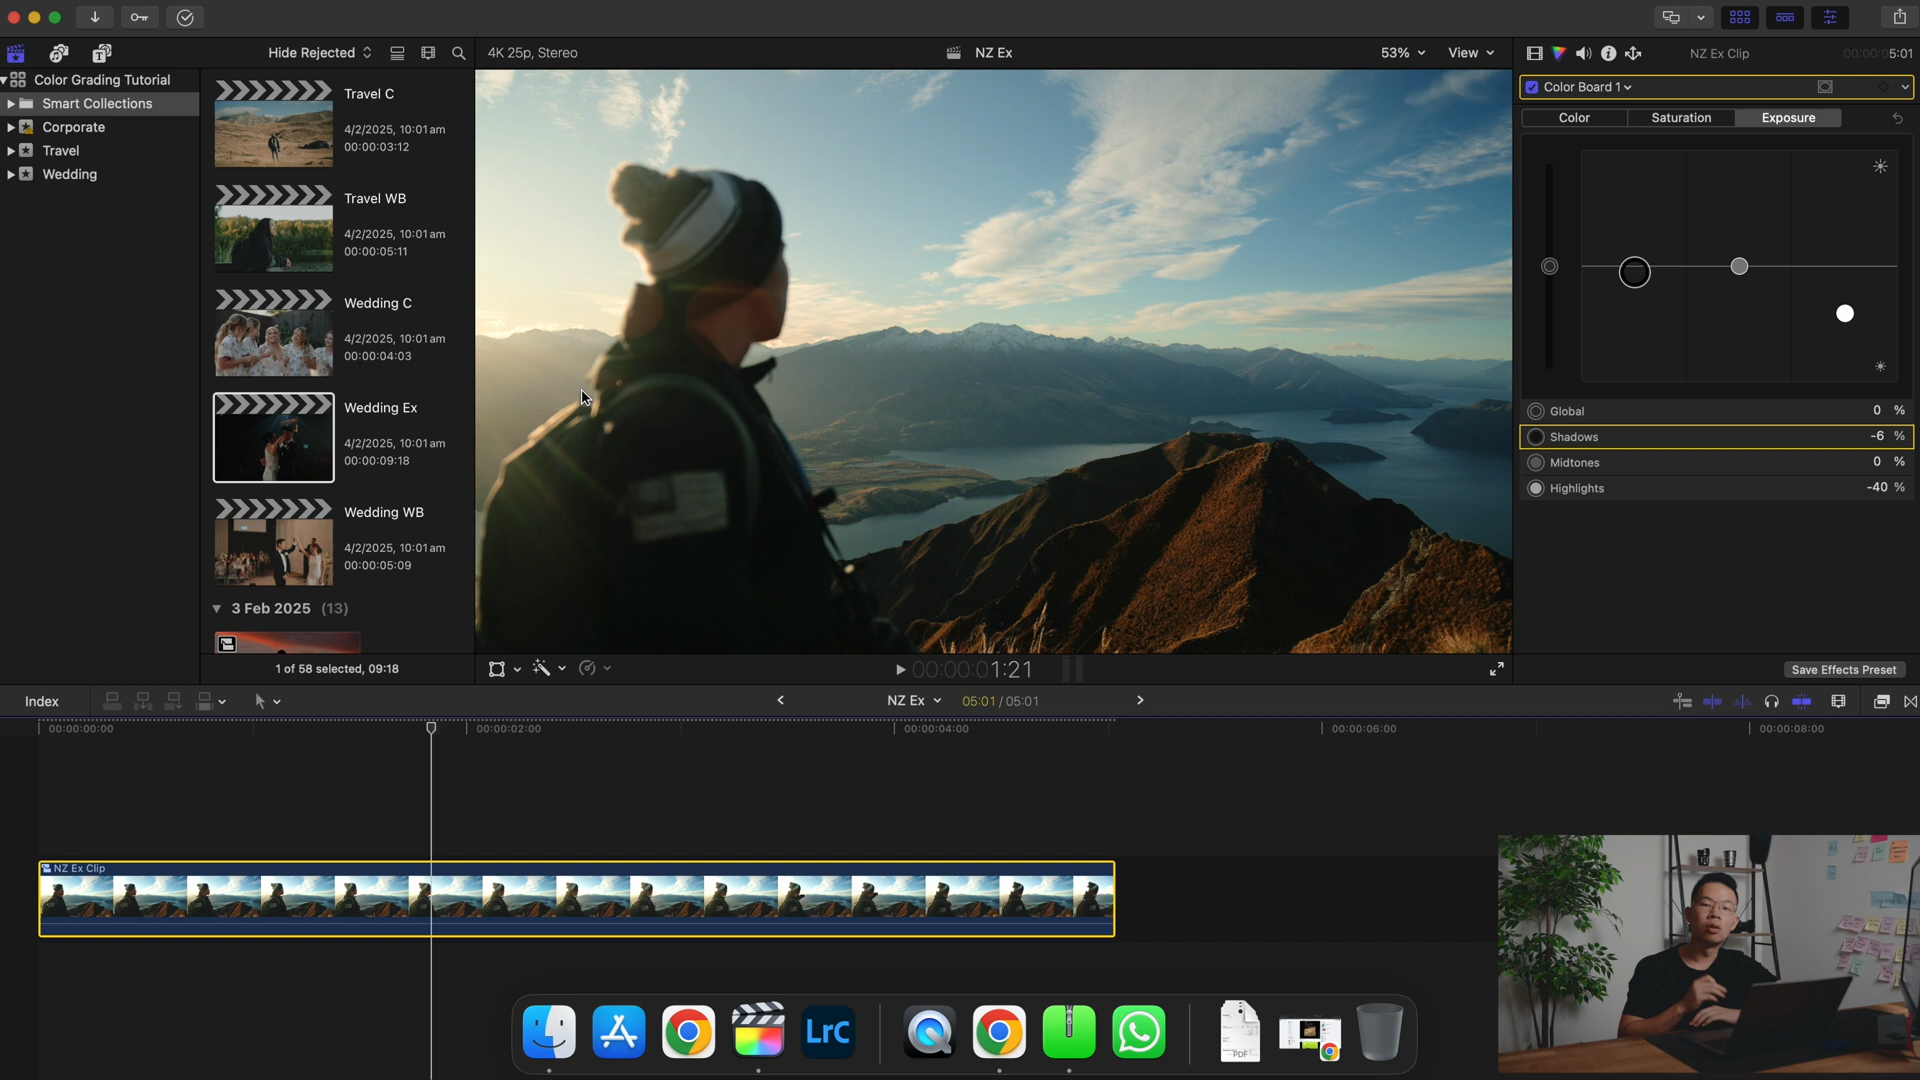 Hide Rejected
4K 25p, Stereo
NZ Ex
53%
View
NZ Ex Clip
00:00:05:01
Color Grading Tutorial
Smart Collections
Corporate
Travel
Wedding
Travel C
4/2/2025, 10:01am
00:00:03:12
Travel WB
4/2/2025, 10:01am
00:00:05:11
Wedding C
4/2/2025, 10:01am
00:00:04:03
Wedding Ex
4/2/2025, 10:01am
00:00:09:18
Wedding WB
4/2/2025, 10:01am
00:00:05:09
3 Feb 2025 (13)
1 of 58 selected, 09:18
00:00:01:21
Color Board 1
Color
Saturation
Exposure
Global 0 %
Shadows -6 %
Midtones 0 %
Highlights -40 %
Save Effects Preset
Index
NZ Ex
05:01 / 05:01
00:00:00:00
00:00:02:00
00:00:04:00
00:00:06:00
00:00:08:00
NZ Ex Clip
LrC
PDF